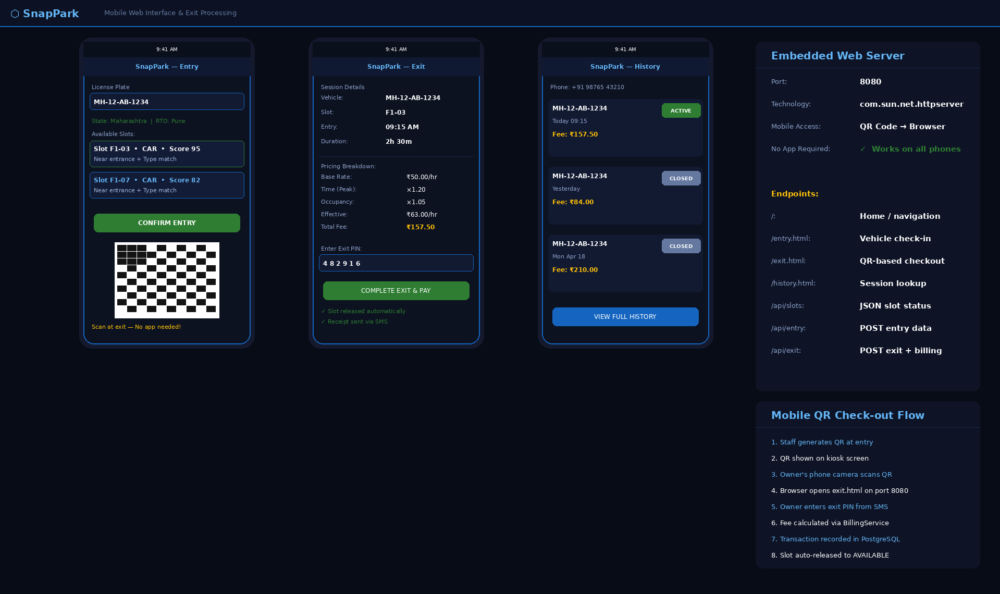 ⬡ SnapPark
Mobile Web Interface & Exit Processing
9:41 AM
SnapPark — Entry
License Plate
MH-12-AB-1234
State: Maharashtra | RTO: Pune
Available Slots:
Slot F1-03 • CAR • Score 95
Near entrance + Type match
Slot F1-07 • CAR • Score 82
Near entrance + Type match
CONFIRM ENTRY
Scan at exit — No app needed!
9:41 AM
SnapPark — Exit
Session Details
Vehicle: MH-12-AB-1234
Slot: F1-03
Entry: 09:15 AM
Duration: 2h 30m
Pricing Breakdown:
Base Rate: ₹50.00/hr
Time (Peak): ×1.20
Occupancy: ×1.05
Effective: ₹63.00/hr
Total Fee: ₹157.50
Enter Exit PIN:
4 8 2 9 1 6
COMPLETE EXIT & PAY
✓ Slot released automatically
✓ Receipt sent via SMS
9:41 AM
SnapPark — History
Phone: +91 98765 43210
MH-12-AB-1234 ACTIVE
Today 09:15
Fee: ₹157.50
MH-12-AB-1234 CLOSED
Yesterday
Fee: ₹84.00
MH-12-AB-1234 CLOSED
Mon Apr 18
Fee: ₹210.00
VIEW FULL HISTORY
Embedded Web Server
Port: 8080
Technology: com.sun.net.httpserver
Mobile Access: QR Code → Browser
No App Required: ✓ Works on all phones
Endpoints:
/: Home / navigation
/entry.html: Vehicle check-in
/exit.html: QR-based checkout
/history.html: Session lookup
/api/slots: JSON slot status
/api/entry: POST entry data
/api/exit: POST exit + billing
Mobile QR Check-out Flow
1. Staff generates QR at entry
2. QR shown on kiosk screen
3. Owner's phone camera scans QR
4. Browser opens exit.html on port 8080
5. Owner enters exit PIN from SMS
6. Fee calculated via BillingService
7. Transaction recorded in PostgreSQL
8. Slot auto-released to AVAILABLE